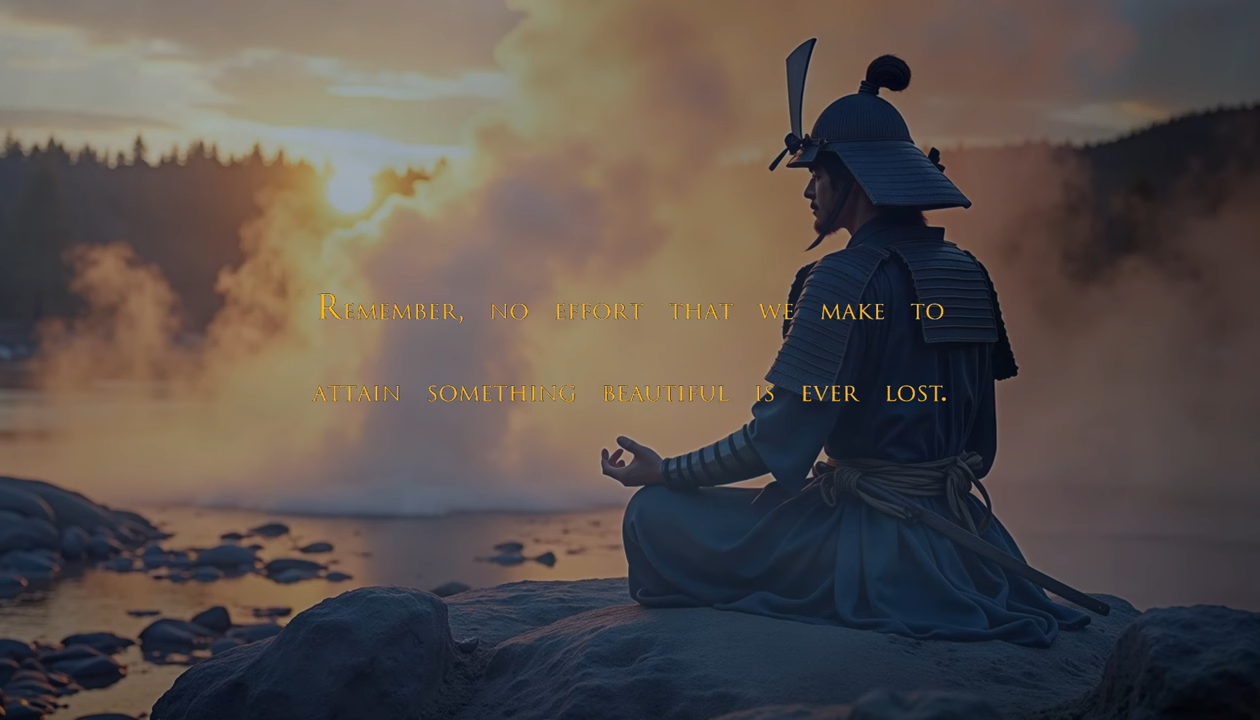 Remember, no effort that we make to
attain something beautiful is ever lost.